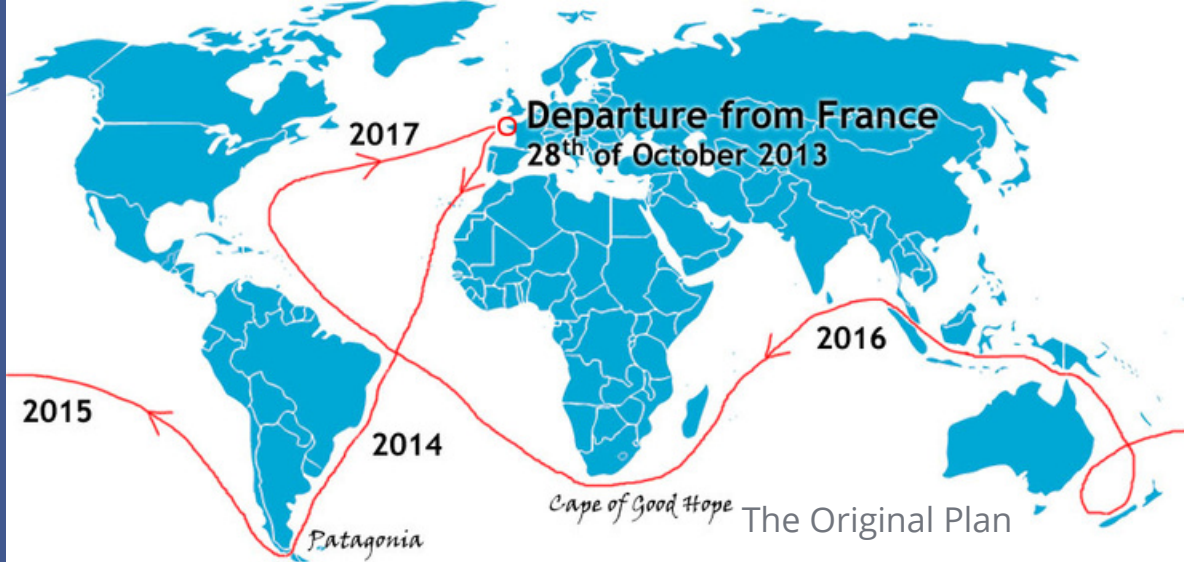 2017
Departure from France
28th of October 2013
2016
2015
2014
Cape of Good Hope
The Original Plan
Patagonia